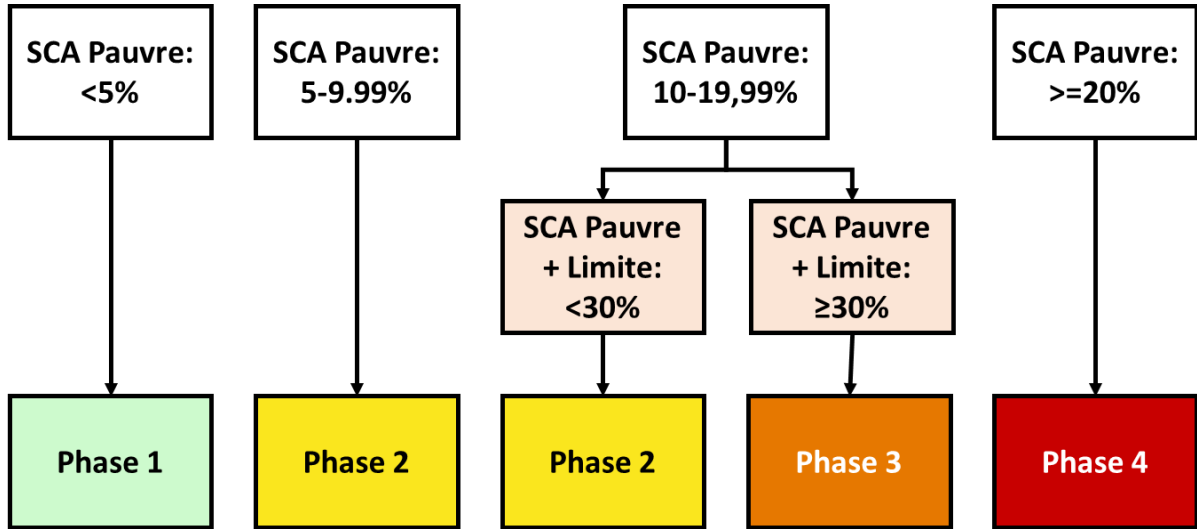 SCA Pauvre:
<5%
SCA Pauvre:
5-9.99%
SCA Pauvre:
10-19,99%
SCA Pauvre:
>=20%
SCA Pauvre
+ Limite:
<30%
SCA Pauvre
+ Limite:
≥30%
Phase 1
Phase 2
Phase 2
Phase 3
Phase 4